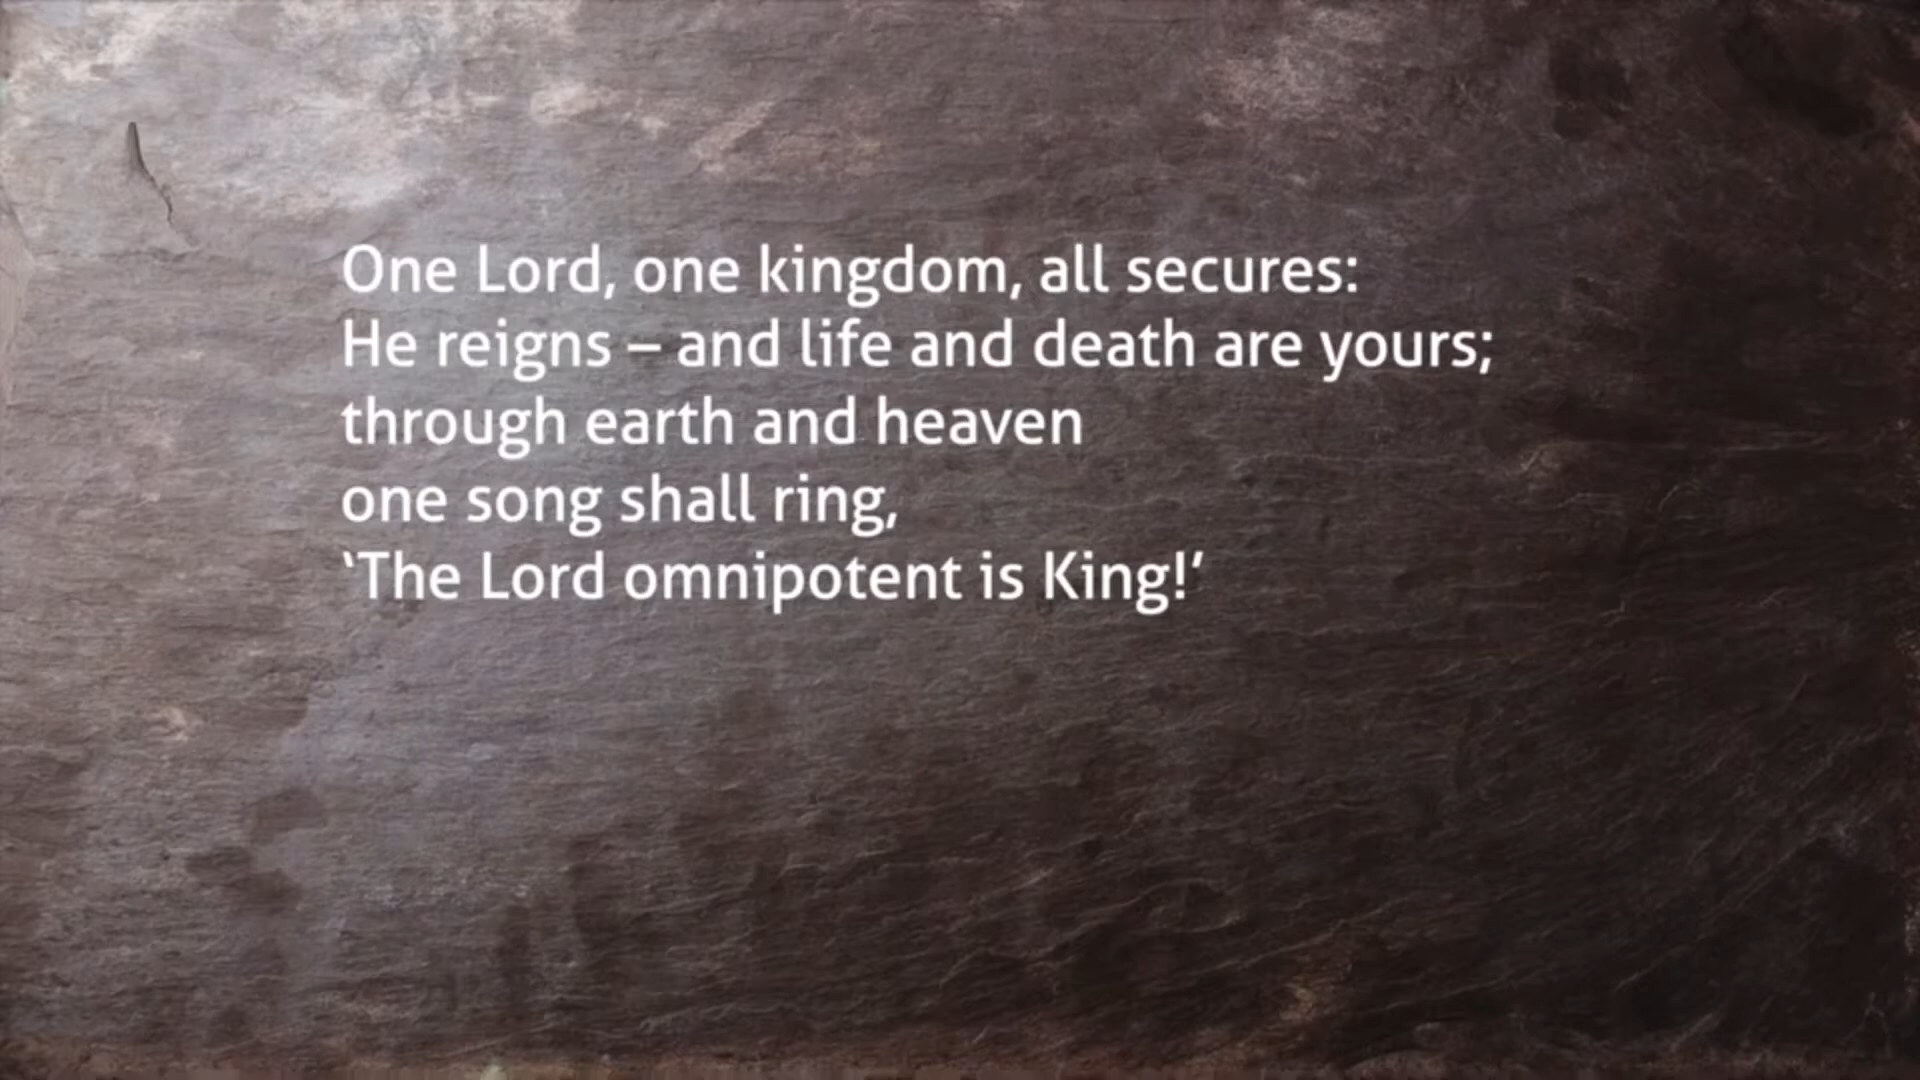 One Lord, one kingdom, all secures:
He reigns – and life and death are yours;
through earth and heaven
one song shall ring,
‘The Lord omnipotent is King!’